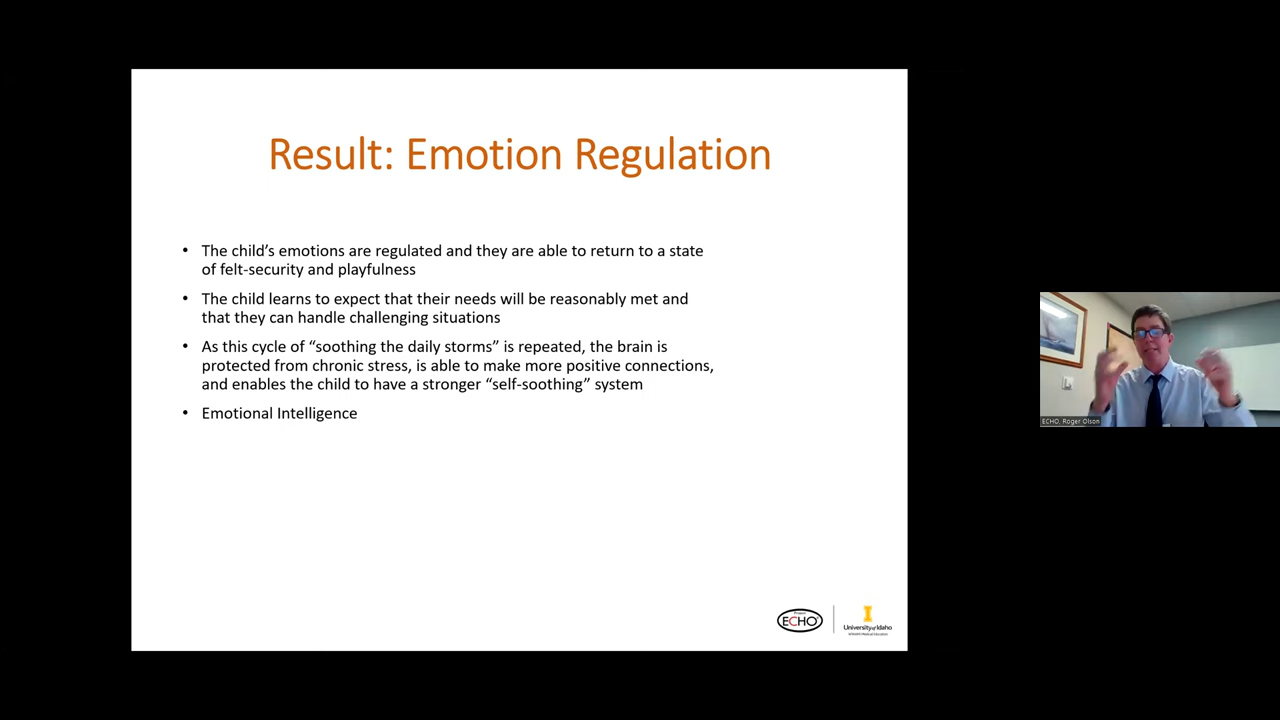 Result: Emotion Regulation
• The child’s emotions are regulated and they are able to return to a state
of felt-security and playfulness
• The child learns to expect that their needs will be reasonably met and
that they can handle challenging situations
• As this cycle of “soothing the daily storms” is repeated, the brain is
protected from chronic stress, is able to make more positive connections,
and enables the child to have a stronger “self-soothing” system
• Emotional Intelligence
ECHO, Roger Olson
Project
ECHO
I
University of Idaho
WWAMI Medical Education